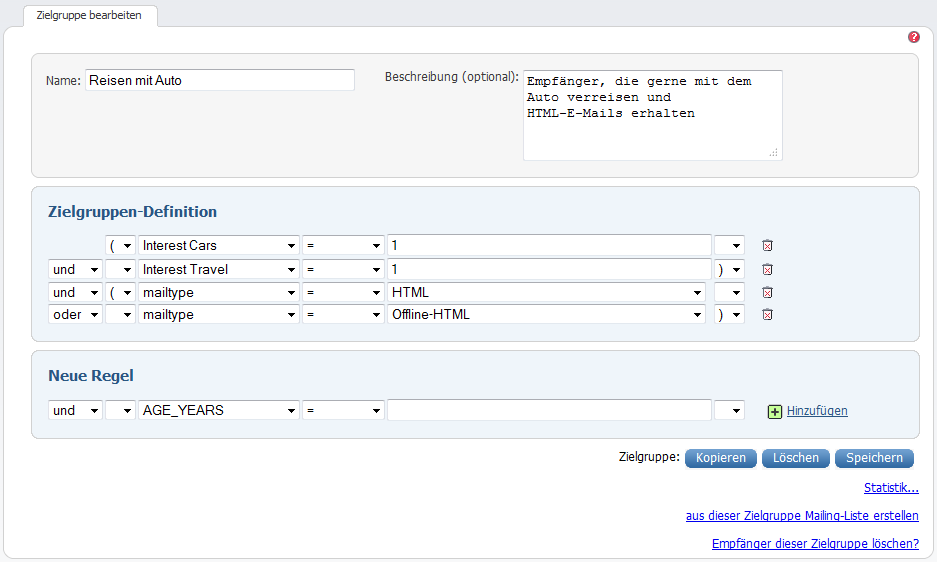 Zielgruppe bearbeiten
?
Name: Reisen mit Auto Beschreibung (optional): Empfänger, die gerne mit dem
Auto verreisen und
HTML-E-Mails erhalten
Zielgruppen-Definition
( Interest Cars = 1
und Interest Travel = 1 )
und ( mailtype = HTML
oder mailtype = Offline-HTML )
Neue Regel
und AGE_YEARS = Hinzufügen
Zielgruppe: Kopieren Löschen Speichern
Statistik...
aus dieser Zielgruppe Mailing-Liste erstellen
Empfänger dieser Zielgruppe löschen?